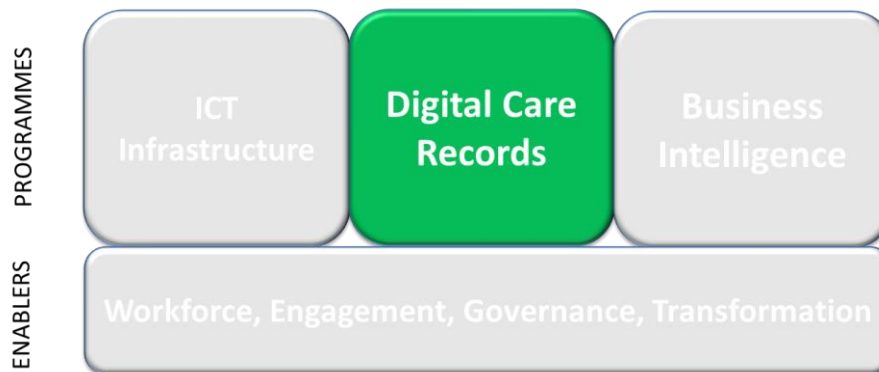 PROGRAMMES
ICT
Infrastructure
Digital Care
Records
Business
Intelligence
ENABLERS
Workforce, Engagement, Governance, Transformation